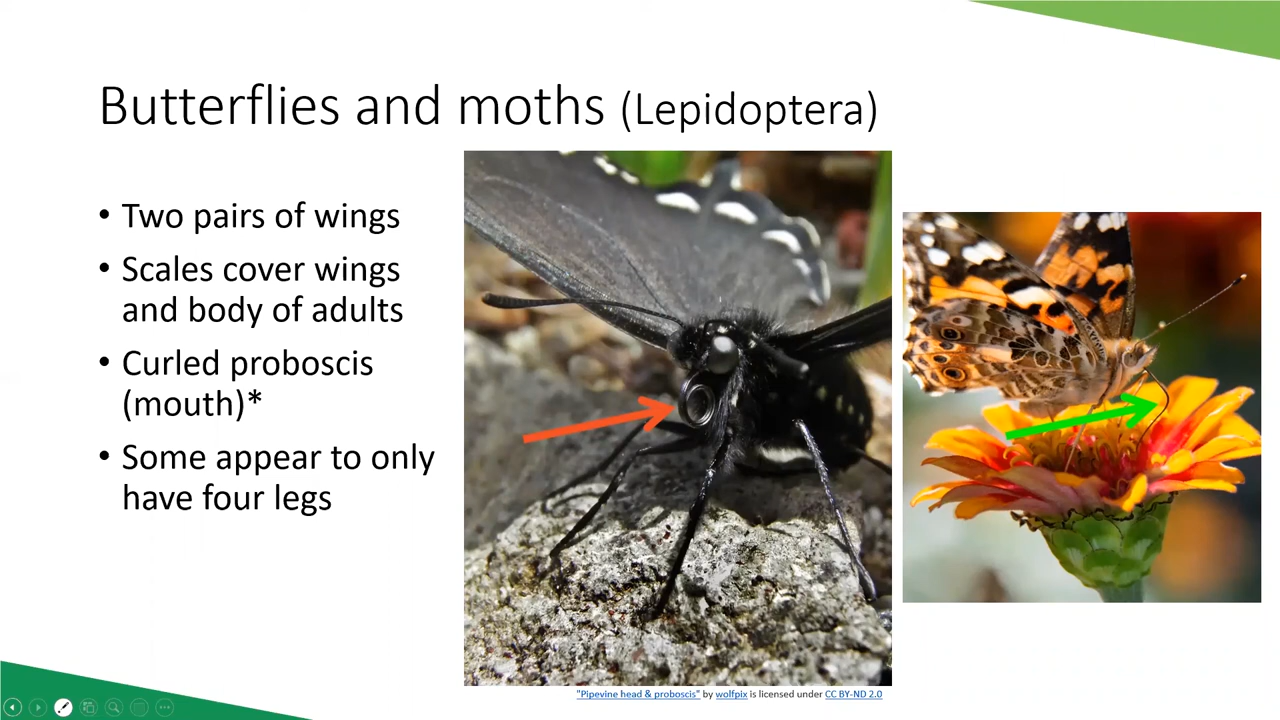 Butterflies and moths (Lepidoptera)
• Two pairs of wings
• Scales cover wings
and body of adults
• Curled proboscis
(mouth)*
• Some appear to only
have four legs
"Pipevine head & proboscis" by wolfpix is licensed under CC BY-ND 2.0